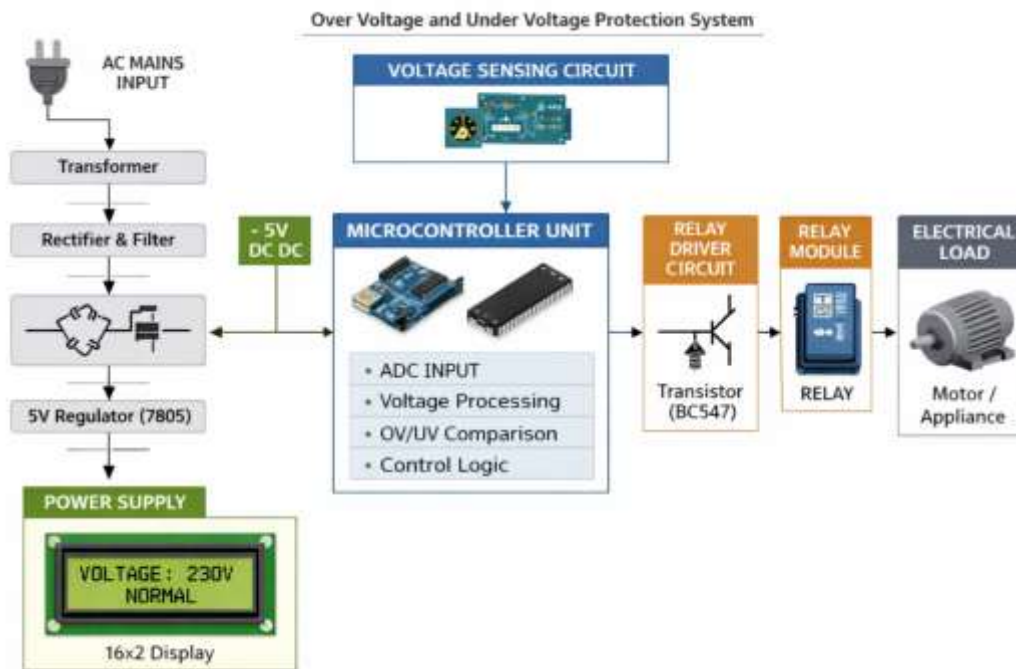 Over Voltage and Under Voltage Protection System
AC MAINS
INPUT
Transformer
Rectifier & Filter
5V Regulator (7805)
POWER SUPPLY
VOLTAGE: 230V
NORMAL
16x2 Display
- 5V
DC DC
VOLTAGE SENSING CIRCUIT
MICROCONTROLLER UNIT
• ADC INPUT
• Voltage Processing
• OV/UV Comparison
• Control Logic
RELAY
DRIVER
CIRCUIT
Transistor
(BC547)
RELAY
MODULE
RELAY
ELECTRICAL
LOAD
Motor /
Appliance